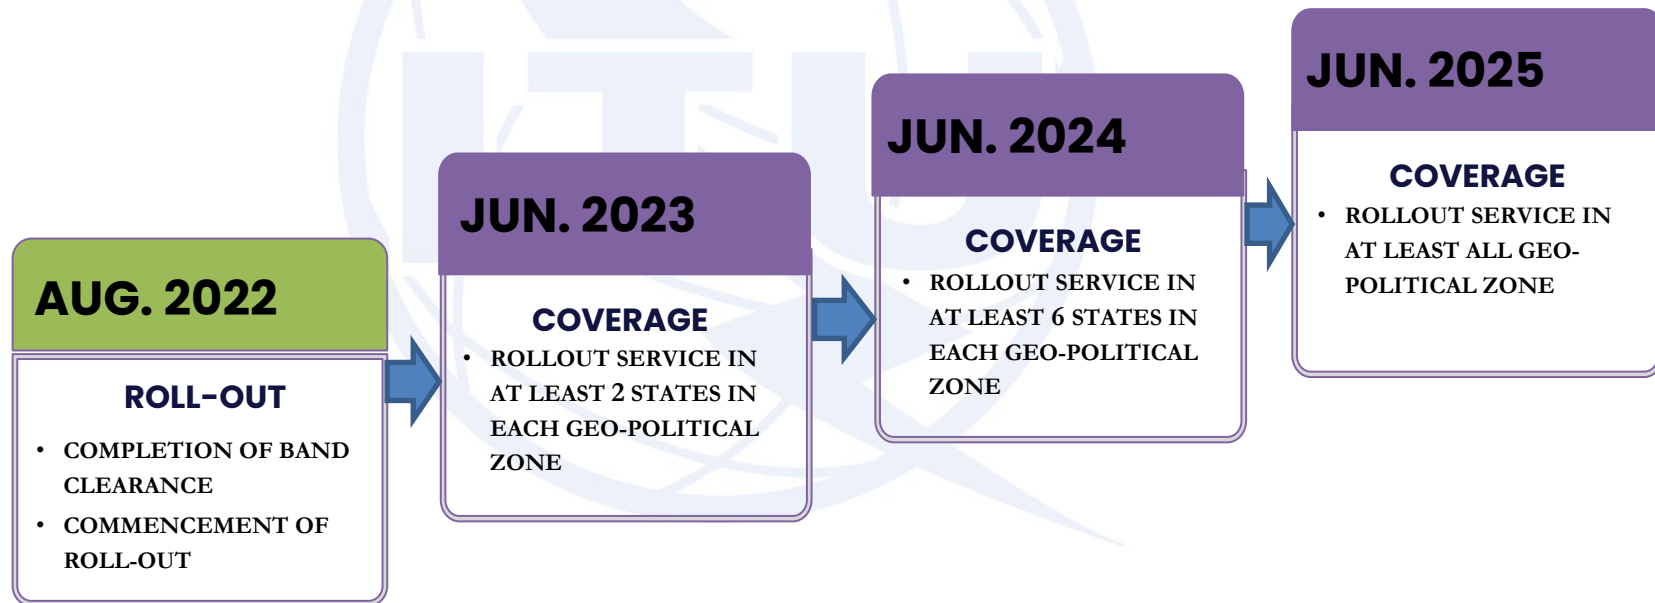 AUG. 2022
ROLL-OUT
• COMPLETION OF BAND
CLEARANCE
• COMMENCEMENT OF
ROLL-OUT
JUN. 2023
COVERAGE
• ROLLOUT SERVICE IN
AT LEAST 2 STATES IN
EACH GEO-POLITICAL
ZONE
JUN. 2024
COVERAGE
• ROLLOUT SERVICE IN
AT LEAST 6 STATES IN
EACH GEO-POLITICAL
ZONE
JUN. 2025
COVERAGE
• ROLLOUT SERVICE IN
AT LEAST ALL GEO-
POLITICAL ZONE
ITU